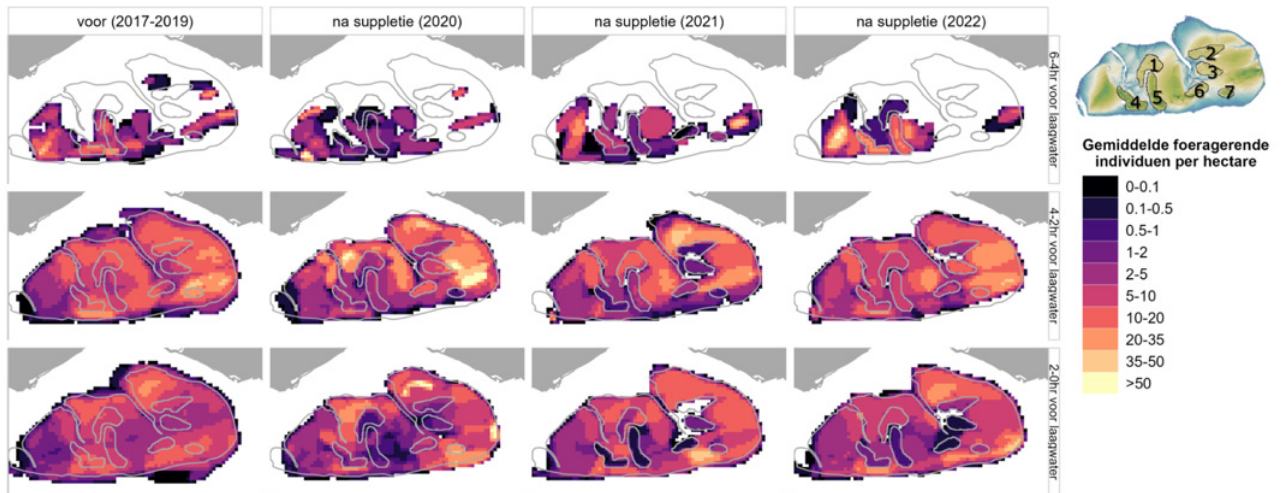 voor (2017-2019)
na suppletie (2020)
na suppletie (2021)
na suppletie (2022)
6-4hr voor laagwater
4-2hr voor laagwater
2-0hr voor laagwater
1
2
3
4
5
6
7
Gemiddelde foeragerende
individuen per hectare
0-0.1
0.1-0.5
0.5-1
1-2
2-5
5-10
10-20
20-35
35-50
>50